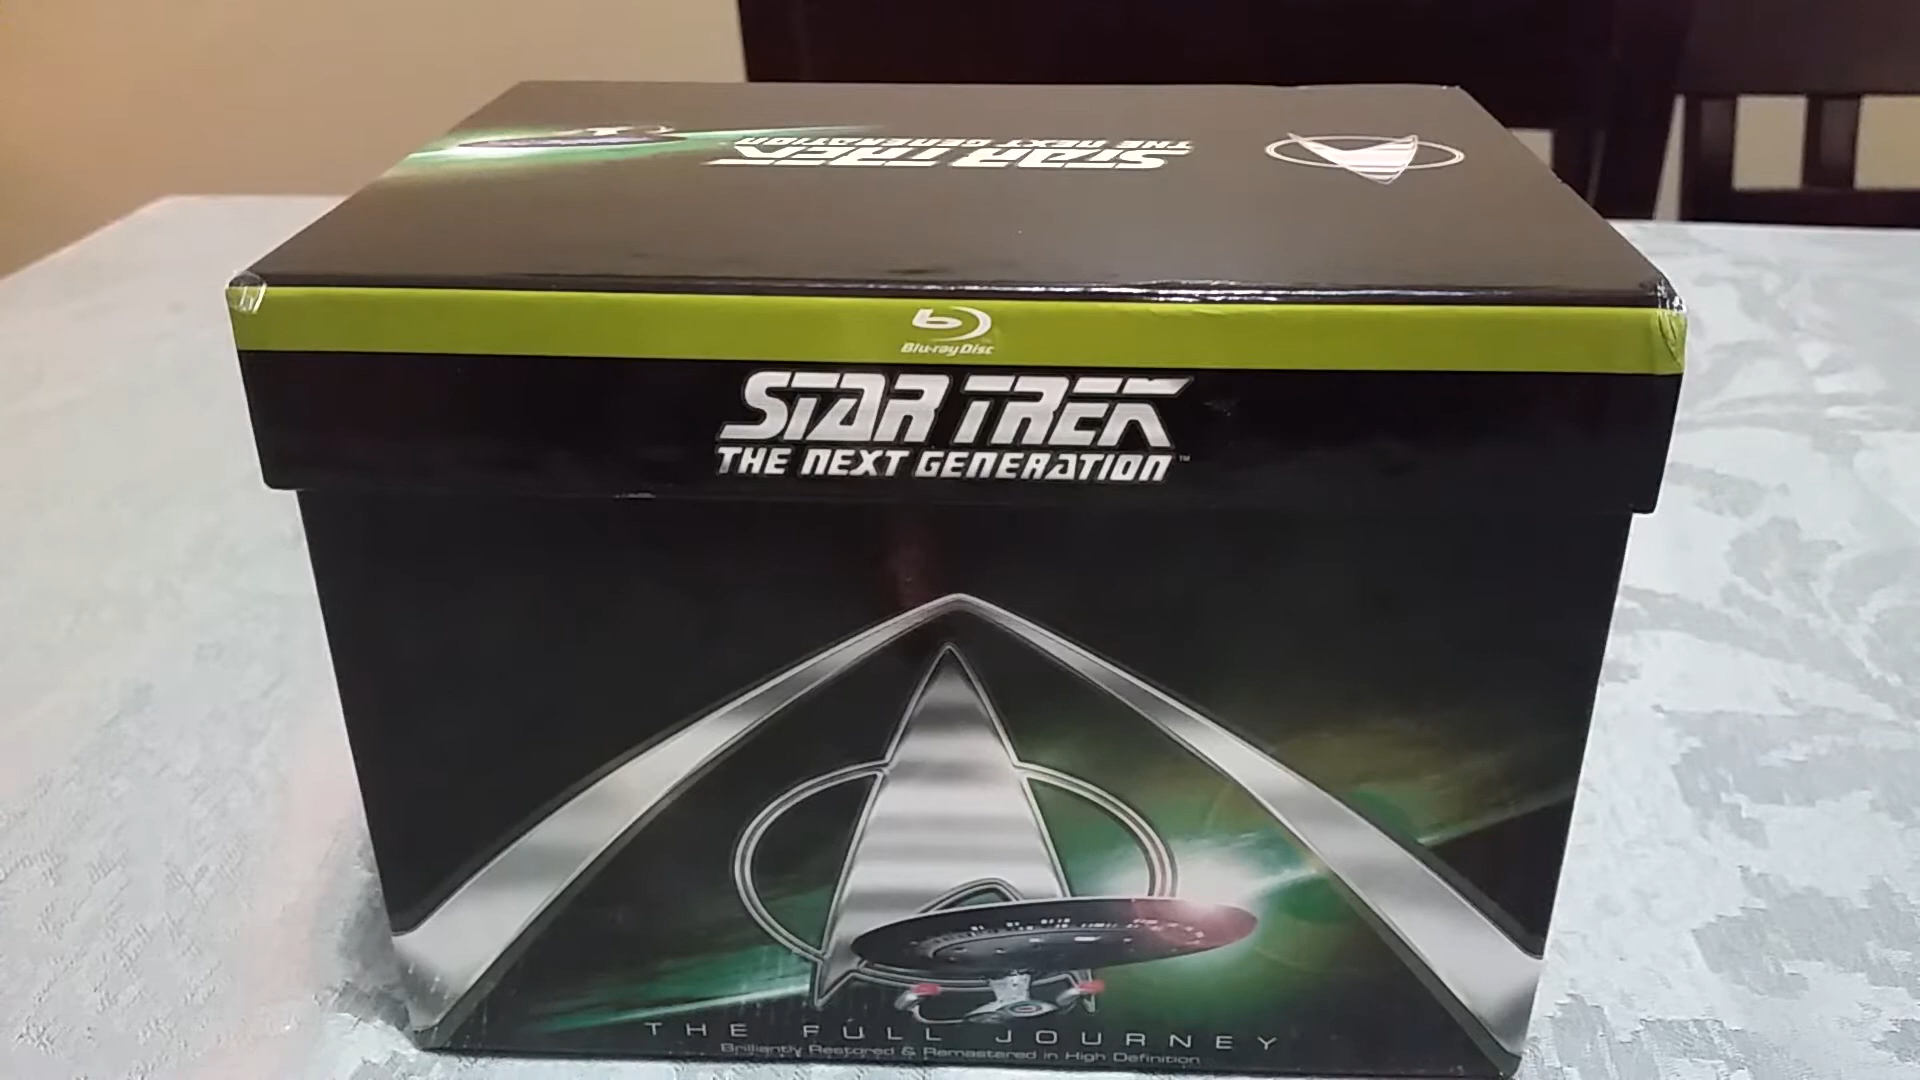 STAR TREK
THE NEXT GENERATION
Blu-ray Disc
STAR TREK
THE NEXT GENERATION™
THE FULL JOURNEY
Brilliantly Restored & Remastered in High Definition